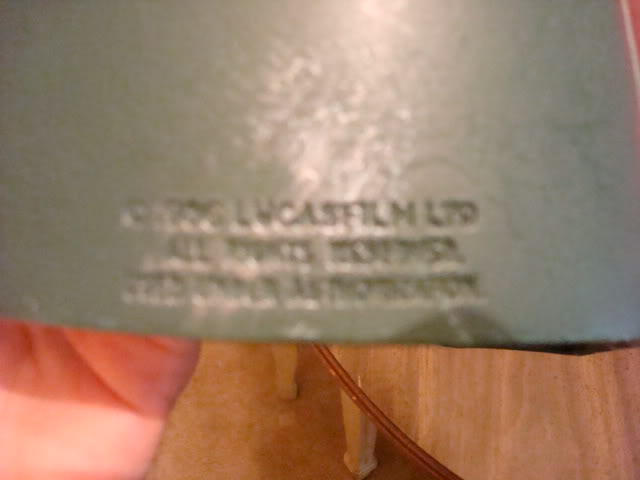 © LUCASFILM LTD
ALL RIGHTS RESERVED.
USED UNDER AUTHORIZATION.